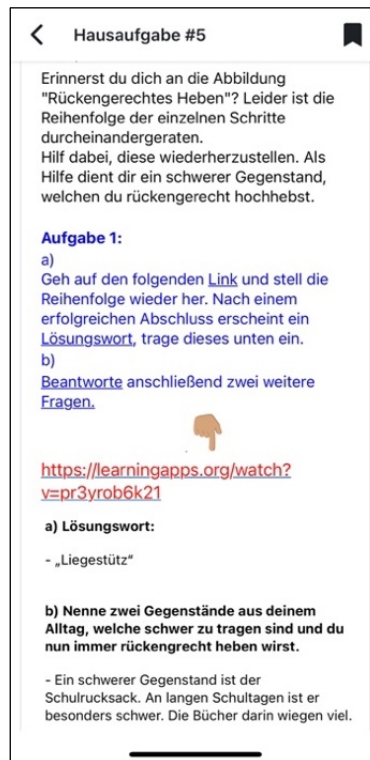 Hausaufgabe #5
Erinnerst du dich an die Abbildung
"Rückengerechtes Heben"? Leider ist die
Reihenfolge der einzelnen Schritte
durcheinandergeraten.
Hilf dabei, diese wiederherzustellen. Als
Hilfe dient dir ein schwerer Gegenstand,
welchen du rückengerecht hochhebst.
Aufgabe 1:
a)
Geh auf den folgenden Link und stell die
Reihenfolge wieder her. Nach einem
erfolgreichen Abschluss erscheint ein
Lösungswort, trage dieses unten ein.
b)
Beantworte anschließend zwei weitere
Fragen.
https://learningapps.org/watch?
v=pr3yrob6k21
a) Lösungswort:
- „Liegestütz“
b) Nenne zwei Gegenstände aus deinem
Alltag, welche schwer zu tragen sind und du
nun immer rückengrecht heben wirst.
- Ein schwerer Gegenstand ist der
Schulrucksack. An langen Schultagen ist er
besonders schwer. Die Bücher darin wiegen viel.